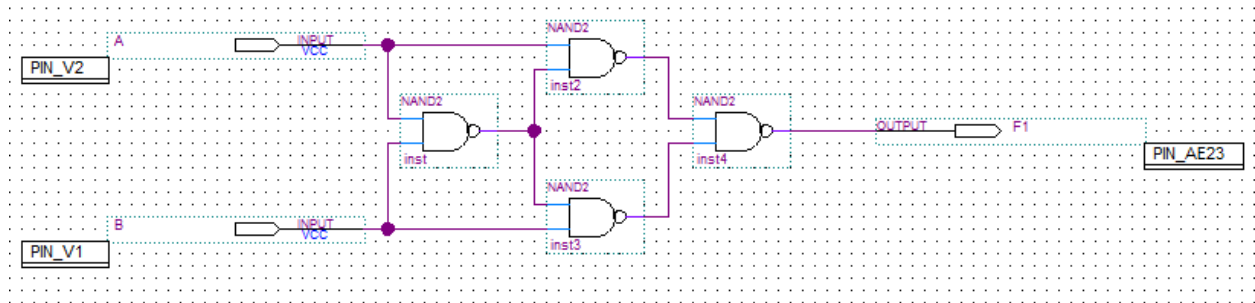 NAND2
A
INPUT
VCC
PIN_V2
inst2
NAND2
NAND2
inst
inst4
OUTPUT
F1
PIN_AE23
NAND2
B
INPUT
VCC
PIN_V1
inst3